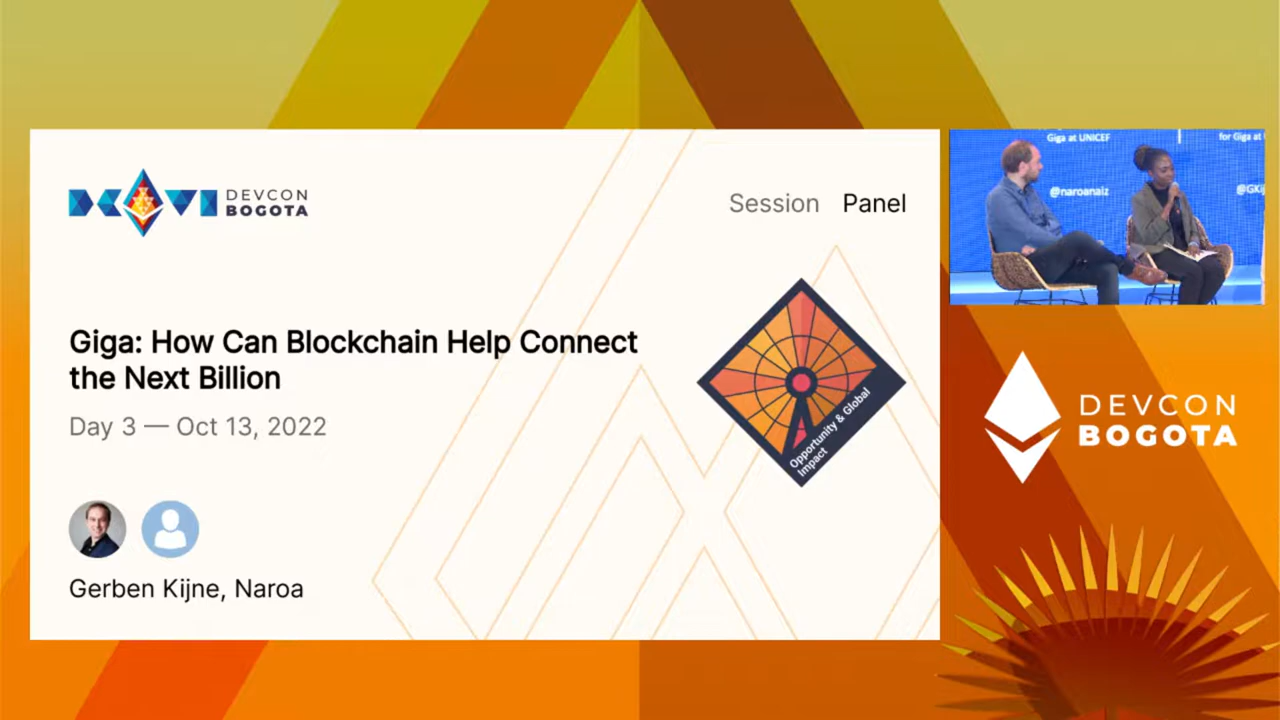 DEVCON
BOGOTA
Session Panel
Giga: How Can Blockchain Help Connect
the Next Billion
Day 3 — Oct 13, 2022
Opportunity & Global
Impact
Gerben Kijne, Naroa
Giga at UNICEF
for Giga at
@naroanaiz
DEVCON
BOGOTA